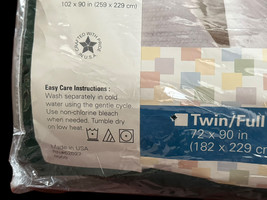 102 x 90 in (259 x 229 cm)
CRAFTED WITH PRIDE
IN U.S.A.
Easy Care Instructions :
Wash separately in cold
water using the gentle cycle.
Use non-chlorine bleach
when needed. Tumble dry
on low heat.
Made in USA
Twin/Full
72 x 90 in
(182 x 229 cm